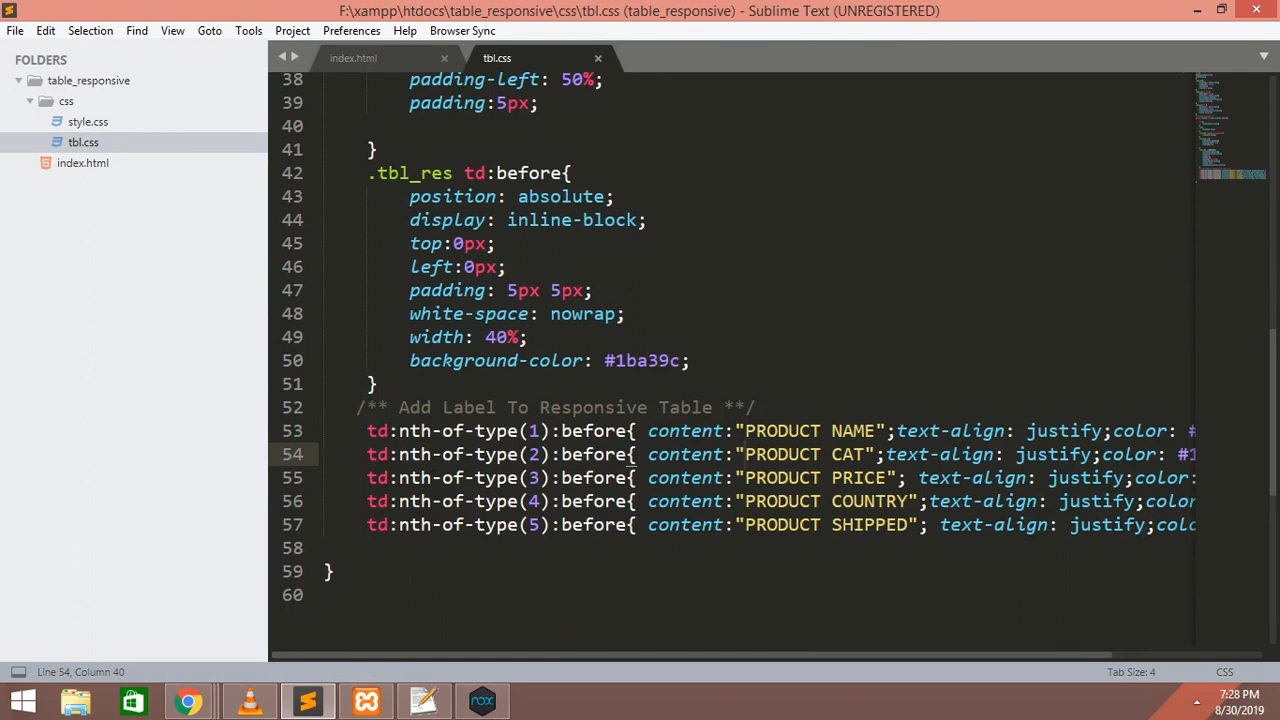 F:\xampp\htdocs\table_responsive\css\tbl.css (table_responsive) - Sublime Text (UNREGISTERED)
File Edit Selection Find View Goto Tools Project Preferences Help Browser Sync
FOLDERS
table_responsive
css
style.css
tbl.css
index.html
index.html tbl.css
38 padding-left: 50%;
39 padding:5px;
40
41 }
42 .tbl_res td:before{
43 position: absolute;
44 display: inline-block;
45 top:0px;
46 left:0px;
47 padding: 5px 5px;
48 white-space: nowrap;
49 width: 40%;
50 background-color: #1ba39c;
51 }
52 /** Add Label To Responsive Table **/
53 td:nth-of-type(1):before{ content:"PRODUCT NAME";text-align: justify;color: #
54 td:nth-of-type(2):before{ content:"PRODUCT CAT";text-align: justify;color: #1
55 td:nth-of-type(3):before{ content:"PRODUCT PRICE"; text-align: justify;color:
56 td:nth-of-type(4):before{ content:"PRODUCT COUNTRY";text-align: justify;color
57 td:nth-of-type(5):before{ content:"PRODUCT SHIPPED"; text-align: justify;colo
58
59 }
60
Line 54, Column 40
Tab Size: 4 CSS
nox
7:28 PM
8/30/2019